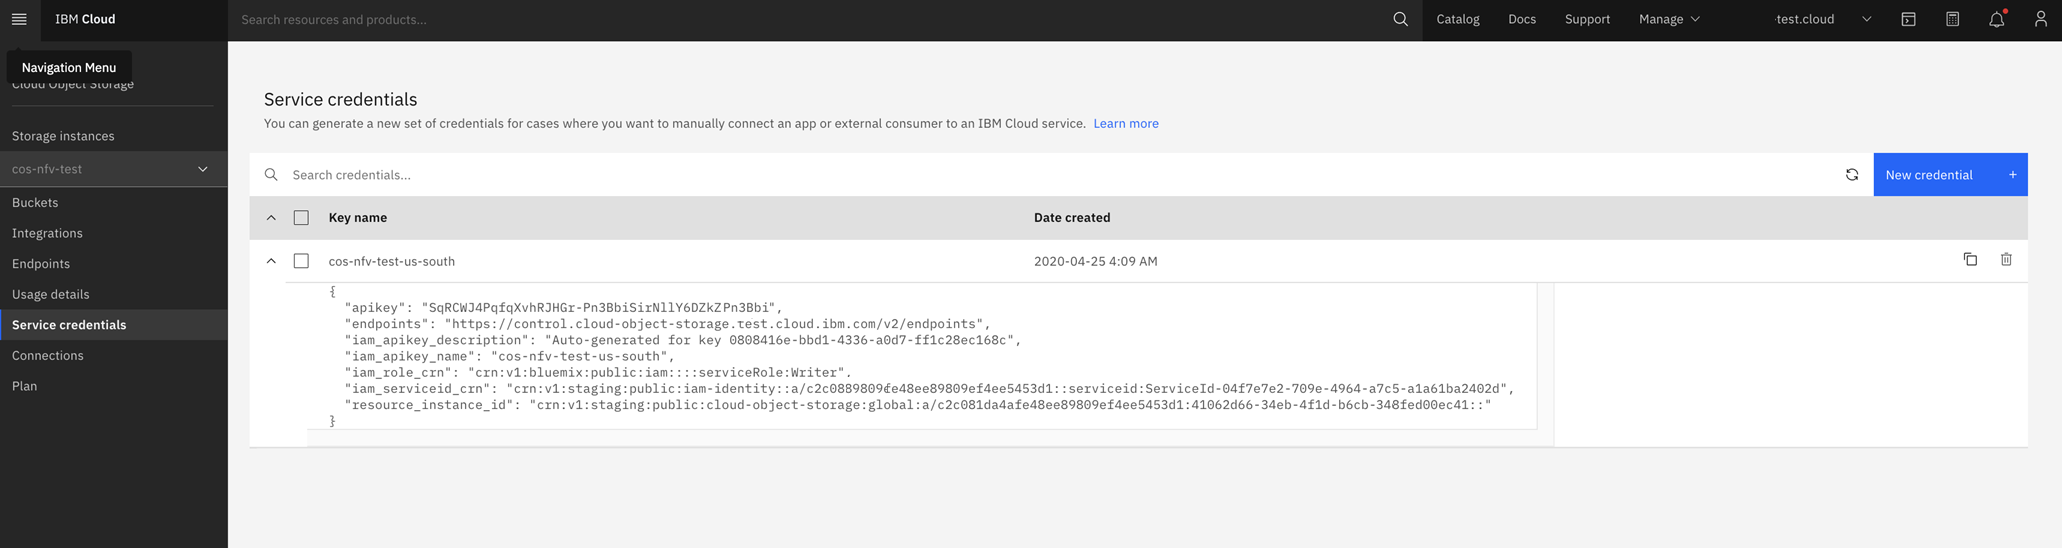 IBM Cloud
Search resources and products...
Catalog
Docs
Support
Manage
test.cloud
Navigation Menu
Cloud Object Storage
Storage instances
cos-nfv-test
Buckets
Integrations
Endpoints
Usage details
Service credentials
Connections
Plan
Service credentials
You can generate a new set of credentials for cases where you want to manually connect an app or external consumer to an IBM Cloud service. Learn more
Search credentials...
New credential +
Key name
Date created
cos-nfv-test-us-south
2020-04-25 4:09 AM
{
"apikey": "SqRCWJ4PqfqXvhRJHGr-Pn3BbiSirNllY6DZkZPn3Bbi",
"endpoints": "https://control.cloud-object-storage.test.cloud.ibm.com/v2/endpoints",
"iam_apikey_description": "Auto-generated for key 0808416e-bbd1-4336-a0d7-ff1c28ec168c",
"iam_apikey_name": "cos-nfv-test-us-south",
"iam_role_crn": "crn:v1:bluemix:public:iam::::serviceRole:Writer".
"iam_serviceid_crn": "crn:v1:staging:public:iam-identity::a/c2c0889809fe48ee89809ef4ee5453d1::serviceid:ServiceId-04f7e7e2-709e-4964-a7c5-a1a61ba2402d",
"resource_instance_id": "crn:v1:staging:public:cloud-object-storage:global:a/c2c081da4afe48ee89809ef4ee5453d1:41062d66-34eb-4f1d-b6cb-348fed00ec41::"
}